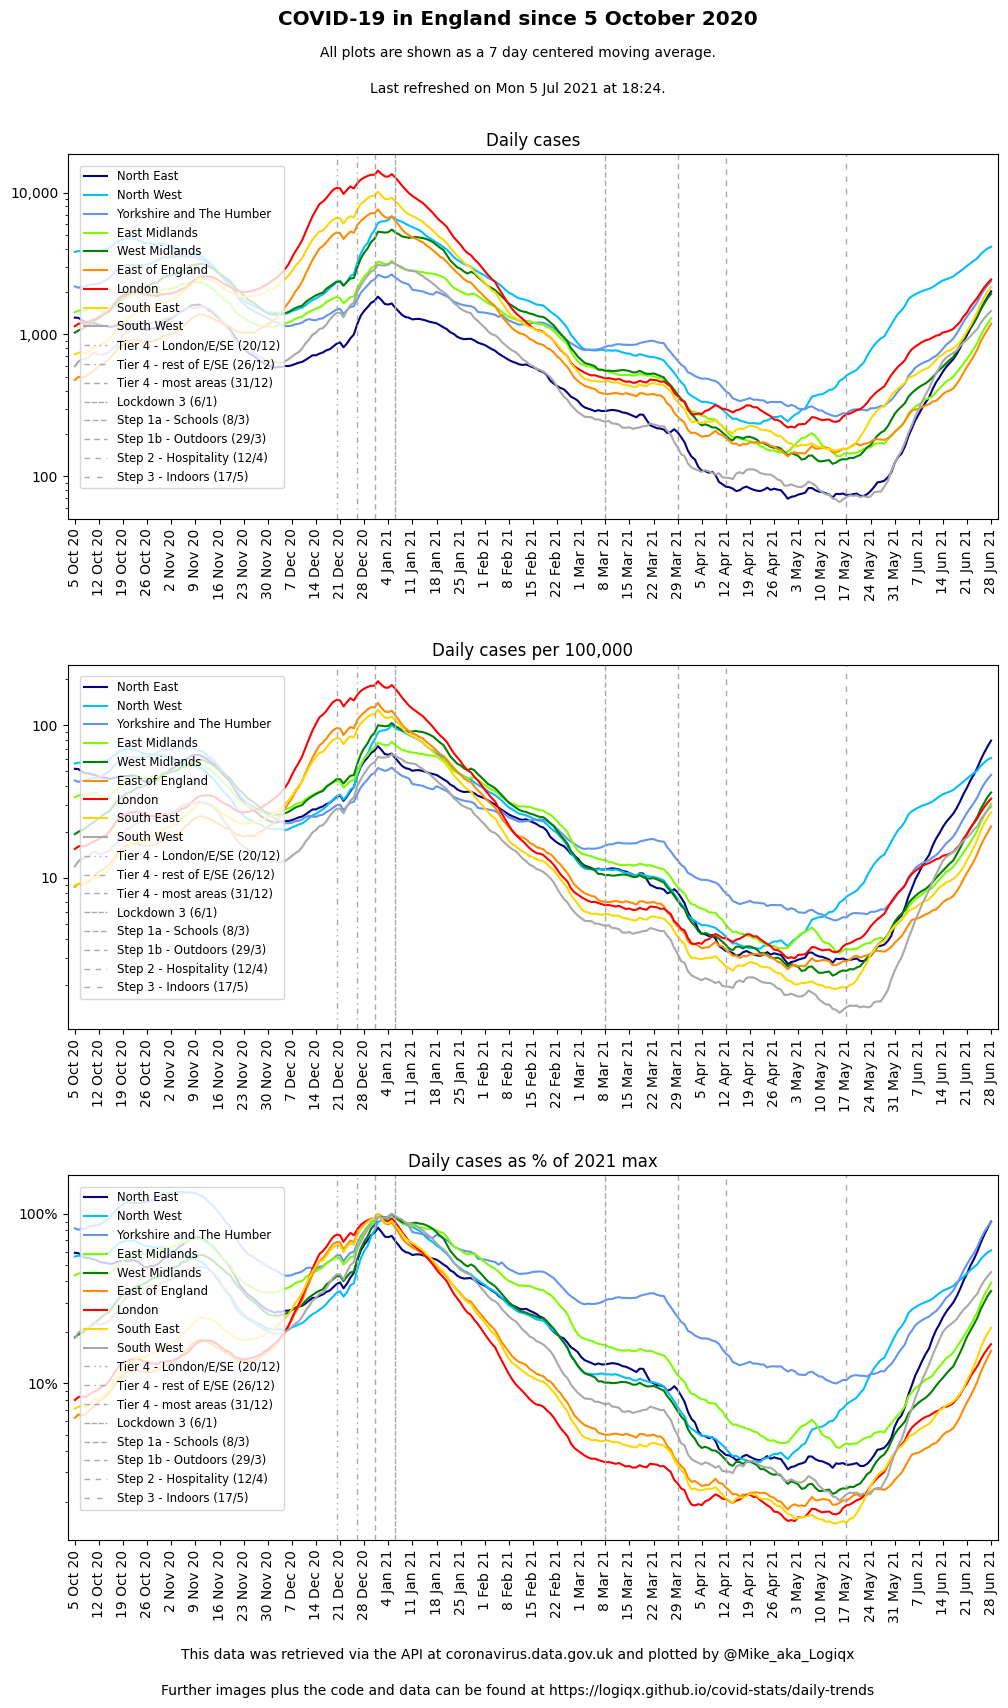 COVID-19 in England since 5 October 2020
All plots are shown as a 7 day centered moving average.
Last refreshed on Mon 5 Jul 2021 at 18:24.
Daily cases
10,000
1,000
100
North East
North West
Yorkshire and The Humber
East Midlands
West Midlands
East of England
London
South East
South West
Tier 4 - London/E/SE (20/12)
Tier 4 - rest of E/SE (26/12)
Tier 4 - most areas (31/12)
Lockdown 3 (6/1)
Step 1a - Schools (8/3)
Step 1b - Outdoors (29/3)
Step 2 - Hospitality (12/4)
Step 3 - Indoors (17/5)
5 Oct 20
12 Oct 20
19 Oct 20
26 Oct 20
2 Nov 20
9 Nov 20
16 Nov 20
23 Nov 20
30 Nov 20
7 Dec 20
14 Dec 20
21 Dec 20
28 Dec 20
4 Jan 21
11 Jan 21
18 Jan 21
25 Jan 21
1 Feb 21
8 Feb 21
15 Feb 21
22 Feb 21
1 Mar 21
8 Mar 21
15 Mar 21
22 Mar 21
29 Mar 21
5 Apr 21
12 Apr 21
19 Apr 21
26 Apr 21
3 May 21
10 May 21
17 May 21
24 May 21
31 May 21
7 Jun 21
14 Jun 21
21 Jun 21
28 Jun 21
Daily cases per 100,000
100
10
North East
North West
Yorkshire and The Humber
East Midlands
West Midlands
East of England
London
South East
South West
Tier 4 - London/E/SE (20/12)
Tier 4 - rest of E/SE (26/12)
Tier 4 - most areas (31/12)
Lockdown 3 (6/1)
Step 1a - Schools (8/3)
Step 1b - Outdoors (29/3)
Step 2 - Hospitality (12/4)
Step 3 - Indoors (17/5)
5 Oct 20
12 Oct 20
19 Oct 20
26 Oct 20
2 Nov 20
9 Nov 20
16 Nov 20
23 Nov 20
30 Nov 20
7 Dec 20
14 Dec 20
21 Dec 20
28 Dec 20
4 Jan 21
11 Jan 21
18 Jan 21
25 Jan 21
1 Feb 21
8 Feb 21
15 Feb 21
22 Feb 21
1 Mar 21
8 Mar 21
15 Mar 21
22 Mar 21
29 Mar 21
5 Apr 21
12 Apr 21
19 Apr 21
26 Apr 21
3 May 21
10 May 21
17 May 21
24 May 21
31 May 21
7 Jun 21
14 Jun 21
21 Jun 21
28 Jun 21
Daily cases as % of 2021 max
100%
10%
North East
North West
Yorkshire and The Humber
East Midlands
West Midlands
East of England
London
South East
South West
Tier 4 - London/E/SE (20/12)
Tier 4 - rest of E/SE (26/12)
Tier 4 - most areas (31/12)
Lockdown 3 (6/1)
Step 1a - Schools (8/3)
Step 1b - Outdoors (29/3)
Step 2 - Hospitality (12/4)
Step 3 - Indoors (17/5)
5 Oct 20
12 Oct 20
19 Oct 20
26 Oct 20
2 Nov 20
9 Nov 20
16 Nov 20
23 Nov 20
30 Nov 20
7 Dec 20
14 Dec 20
21 Dec 20
28 Dec 20
4 Jan 21
11 Jan 21
18 Jan 21
25 Jan 21
1 Feb 21
8 Feb 21
15 Feb 21
22 Feb 21
1 Mar 21
8 Mar 21
15 Mar 21
22 Mar 21
29 Mar 21
5 Apr 21
12 Apr 21
19 Apr 21
26 Apr 21
3 May 21
10 May 21
17 May 21
24 May 21
31 May 21
7 Jun 21
14 Jun 21
21 Jun 21
28 Jun 21
This data was retrieved via the API at coronavirus.data.gov.uk and plotted by @Mike_aka_Logiqx
Further images plus the code and data can be found at https://logiqx.github.io/covid-stats/daily-trends